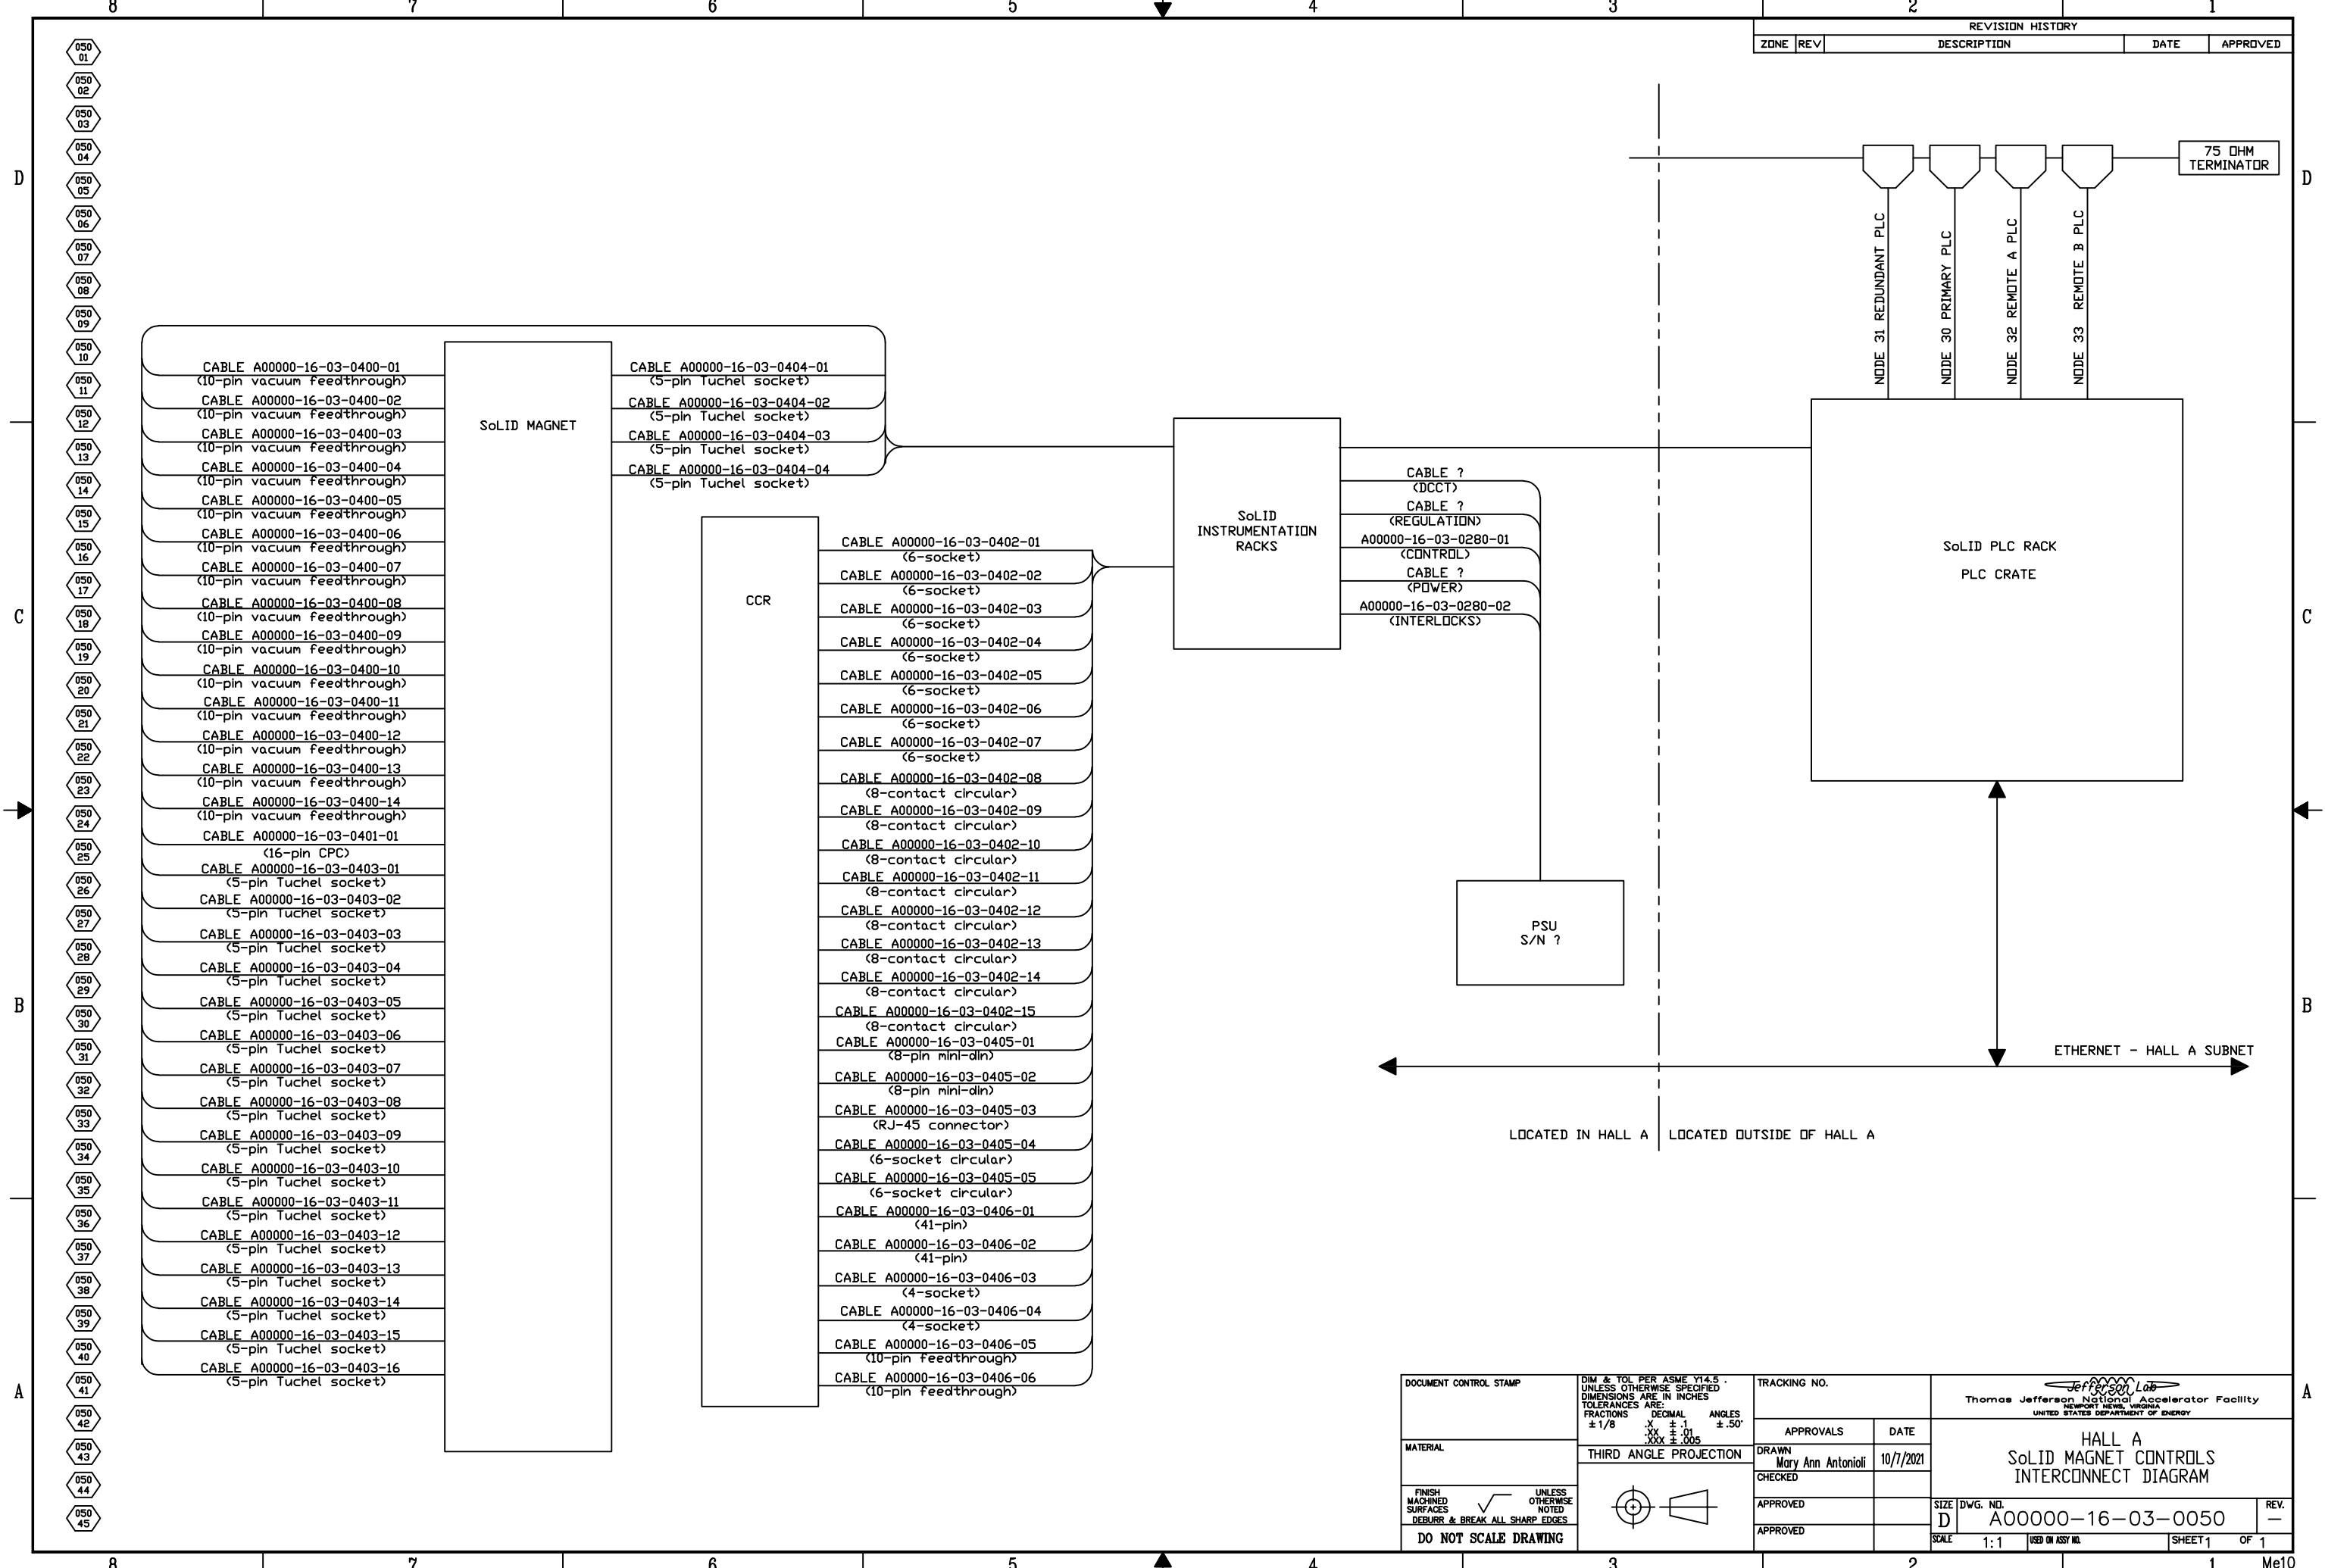 8 7 6 5 4 3 2 1
REVISION HISTORY
ZONE REV DESCRIPTION DATE APPROVED
050 01
050 02
050 03
050 04
050 05
050 06
050 07
050 08
050 09
050 10
050 11
050 12
050 13
050 14
050 15
050 16
050 17
050 18
050 19
050 20
050 21
050 22
050 23
050 24
050 25
050 26
050 27
050 28
050 29
050 30
050 31
050 32
050 33
050 34
050 35
050 36
050 37
050 38
050 39
050 40
050 41
050 42
050 43
050 44
050 45
D
C
B
A
CABLE A00000-16-03-0400-01
(10-pin vacuum feedthrough)
CABLE A00000-16-03-0400-02
(10-pin vacuum feedthrough)
CABLE A00000-16-03-0400-03
(10-pin vacuum feedthrough)
CABLE A00000-16-03-0400-04
(10-pin vacuum feedthrough)
CABLE A00000-16-03-0400-05
(10-pin vacuum feedthrough)
CABLE A00000-16-03-0400-06
(10-pin vacuum feedthrough)
CABLE A00000-16-03-0400-07
(10-pin vacuum feedthrough)
CABLE A00000-16-03-0400-08
(10-pin vacuum feedthrough)
CABLE A00000-16-03-0400-09
(10-pin vacuum feedthrough)
CABLE A00000-16-03-0400-10
(10-pin vacuum feedthrough)
CABLE A00000-16-03-0400-11
(10-pin vacuum feedthrough)
CABLE A00000-16-03-0400-12
(10-pin vacuum feedthrough)
CABLE A00000-16-03-0400-13
(10-pin vacuum feedthrough)
CABLE A00000-16-03-0400-14
(10-pin vacuum feedthrough)
CABLE A00000-16-03-0401-01
(16-pin CPC)
CABLE A00000-16-03-0403-01
(5-pin Tuchel socket)
CABLE A00000-16-03-0403-02
(5-pin Tuchel socket)
CABLE A00000-16-03-0403-03
(5-pin Tuchel socket)
CABLE A00000-16-03-0403-04
(5-pin Tuchel socket)
CABLE A00000-16-03-0403-05
(5-pin Tuchel socket)
CABLE A00000-16-03-0403-06
(5-pin Tuchel socket)
CABLE A00000-16-03-0403-07
(5-pin Tuchel socket)
CABLE A00000-16-03-0403-08
(5-pin Tuchel socket)
CABLE A00000-16-03-0403-09
(5-pin Tuchel socket)
CABLE A00000-16-03-0403-10
(5-pin Tuchel socket)
CABLE A00000-16-03-0403-11
(5-pin Tuchel socket)
CABLE A00000-16-03-0403-12
(5-pin Tuchel socket)
CABLE A00000-16-03-0403-13
(5-pin Tuchel socket)
CABLE A00000-16-03-0403-14
(5-pin Tuchel socket)
CABLE A00000-16-03-0403-15
(5-pin Tuchel socket)
CABLE A00000-16-03-0403-16
(5-pin Tuchel socket)
SoLID MAGNET
CABLE A00000-16-03-0404-01
(5-pin Tuchel socket)
CABLE A00000-16-03-0404-02
(5-pin Tuchel socket)
CABLE A00000-16-03-0404-03
(5-pin Tuchel socket)
CABLE A00000-16-03-0404-04
(5-pin Tuchel socket)
CCR
CABLE A00000-16-03-0402-01
(6-socket)
CABLE A00000-16-03-0402-02
(6-socket)
CABLE A00000-16-03-0402-03
(6-socket)
CABLE A00000-16-03-0402-04
(6-socket)
CABLE A00000-16-03-0402-05
(6-socket)
CABLE A00000-16-03-0402-06
(6-socket)
CABLE A00000-16-03-0402-07
(6-socket)
CABLE A00000-16-03-0402-08
(8-contact circular)
CABLE A00000-16-03-0402-09
(8-contact circular)
CABLE A00000-16-03-0402-10
(8-contact circular)
CABLE A00000-16-03-0402-11
(8-contact circular)
CABLE A00000-16-03-0402-12
(8-contact circular)
CABLE A00000-16-03-0402-13
(8-contact circular)
CABLE A00000-16-03-0402-14
(8-contact circular)
CABLE A00000-16-03-0402-15
(8-contact circular)
CABLE A00000-16-03-0405-01
(8-pin mini-din)
CABLE A00000-16-03-0405-02
(8-pin mini-din)
CABLE A00000-16-03-0405-03
(RJ-45 connector)
CABLE A00000-16-03-0405-04
(6-socket circular)
CABLE A00000-16-03-0405-05
(6-socket circular)
CABLE A00000-16-03-0406-01
(41-pin)
CABLE A00000-16-03-0406-02
(41-pin)
CABLE A00000-16-03-0406-03
(4-socket)
CABLE A00000-16-03-0406-04
(4-socket)
CABLE A00000-16-03-0406-05
(10-pin feedthrough)
CABLE A00000-16-03-0406-06
(10-pin feedthrough)
SoLID
INSTRUMENTATION
RACKS
CABLE ?
(DCCT)
CABLE ?
(REGULATION)
A00000-16-03-0280-01
(CONTROL)
CABLE ?
(POWER)
A00000-16-03-0280-02
(INTERLOCKS)
PSU
S/N ?
75 OHM
TERMINATOR
NODE 31 REDUNDANT PLC
NODE 30 PRIMARY PLC
NODE 32 REMOTE A PLC
NODE 33 REMOTE B PLC
SoLID PLC RACK
PLC CRATE
ETHERNET - HALL A SUBNET
LOCATED IN HALL A
LOCATED OUTSIDE OF HALL A
D
C
B
A
DOCUMENT CONTROL STAMP
MATERIAL
FINISH
MACHINED
SURFACES
UNLESS
OTHERWISE
NOTED
DEBURR & BREAK ALL SHARP EDGES
DO NOT SCALE DRAWING
DIM & TOL PER ASME Y14.5 .
UNLESS OTHERWISE SPECIFIED
DIMENSIONS ARE IN INCHES
TOLERANCES ARE:
FRACTIONS DECIMAL ANGLES
±1/8 .X ± .1 ± .50°
.XX ± .01
.XXX ± .005
THIRD ANGLE PROJECTION
TRACKING NO.
APPROVALS DATE
DRAWN
Mary Ann Antonioli 10/7/2021
CHECKED
APPROVED
APPROVED
Jefferson Lab
Thomas Jefferson National Accelerator Facility
NEWPORT NEWS, VIRGINIA
UNITED STATES DEPARTMENT OF ENERGY
HALL A
SoLID MAGNET CONTROLS
INTERCONNECT DIAGRAM
SIZE DWG. NO. REV.
D A00000-16-03-0050 -
SCALE 1:1 USED ON ASSY NO. SHEET 1 OF 1
8 7 6 5 4 3 2 1
Me10